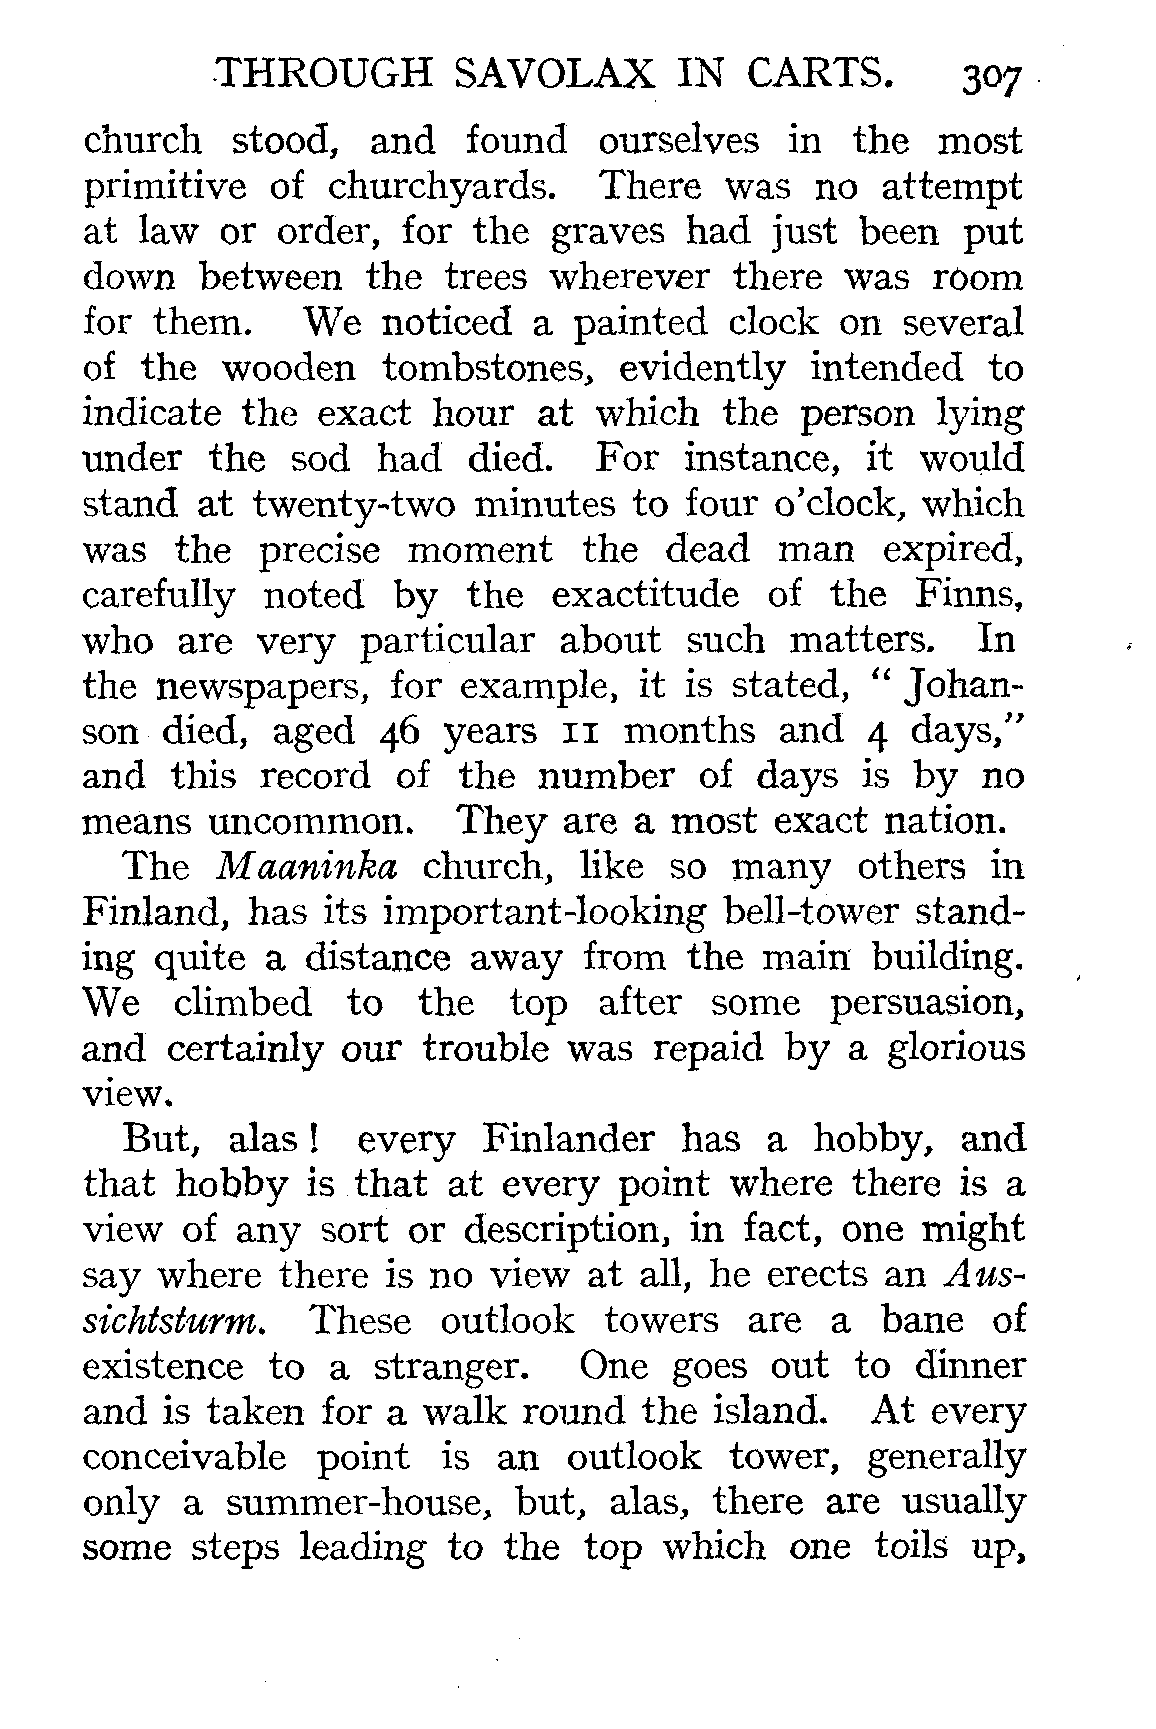 THROUGH SAVOLAX IN CARTS. 307
church stood, and found ourselves in the most
primitive of churchyards. There was no attempt
at law or order, for the graves had just been put
down between the trees wherever there was room
for them. We noticed a painted clock on several
of the wooden tombstones, evidently intended to
indicate the exact hour at which the person lying
under the sod had died. For instance, it would
stand at twenty-two minutes to four o'clock, which
was the precise moment the dead man expired,
carefully noted by the exactitude of the Finns,
who are very particular about such matters. In
the newspapers, for example, it is stated, “ Johan-
son died, aged 46 years 11 months and 4 days,”
and this record of the number of days is by no
means uncommon. They are a most exact nation.
The Maaninka church, like so many others in
Finland, has its important-looking bell-tower stand-
ing quite a distance away from the main building.
We climbed to the top after some persuasion,
and certainly our trouble was repaid by a glorious
view.
But, alas ! every Finlander has a hobby, and
that hobby is that at every point where there is a
view of any sort or description, in fact, one might
say where there is no view at all, he erects an Aus-
sichtsturm. These outlook towers are a bane of
existence to a stranger. One goes out to dinner
and is taken for a walk round the island. At every
conceivable point is an outlook tower, generally
only a summer-house, but, alas, there are usually
some steps leading to the top which one toils up,